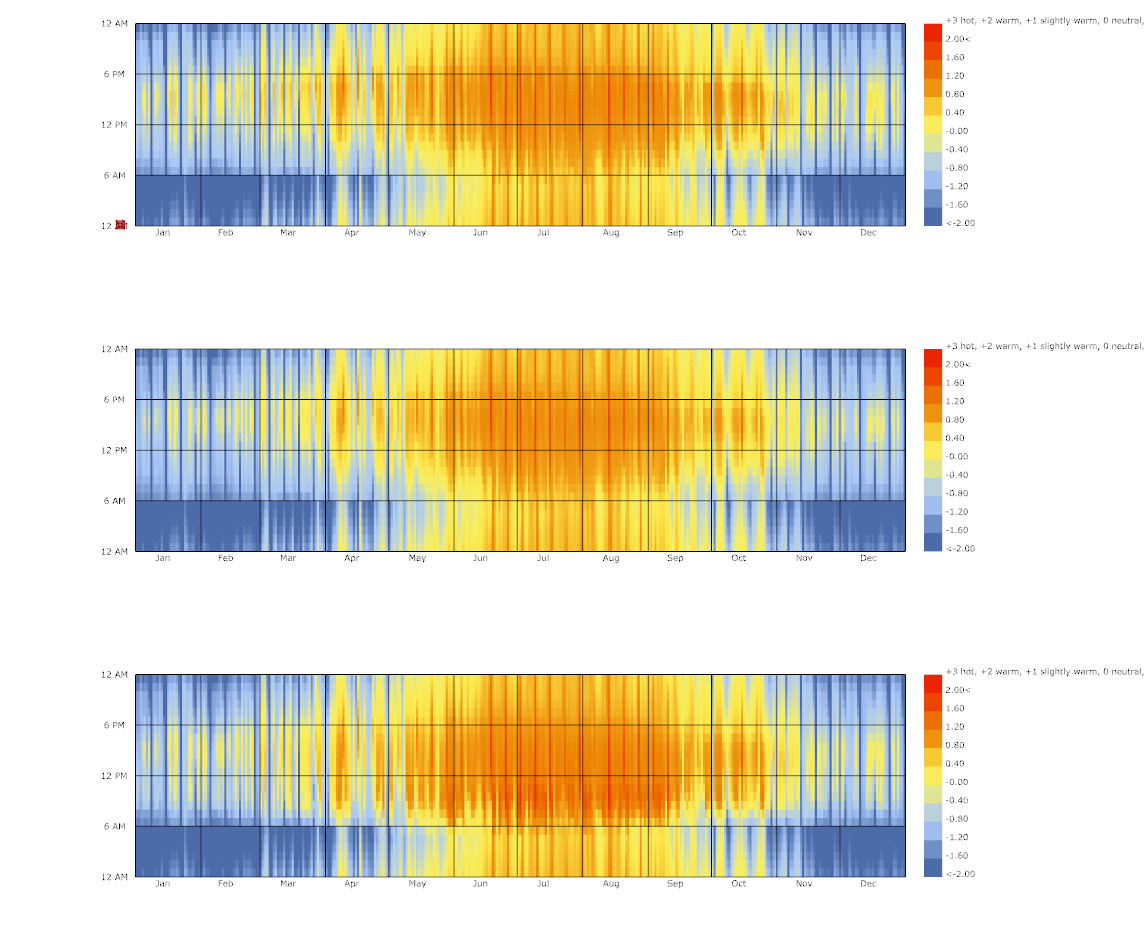 12 AM
6 PM
12 PM
6 AM
12
Jan Feb Mar Apr May Jun Jul Aug Sep Oct Nov Dec
+3 hot, +2 warm, +1 slightly warm, 0 neutral,
2.00<
1.60
1.20
0.80
0.40
-0.00
-0.40
-0.80
-1.20
-1.60
<-2.00
12 AM
6 PM
12 PM
6 AM
12 AM
Jan Feb Mar Apr May Jun Jul Aug Sep Oct Nov Dec
+3 hot, +2 warm, +1 slightly warm, 0 neutral,
2.00<
1.60
1.20
0.80
0.40
-0.00
-0.40
-0.80
-1.20
-1.60
<-2.00
12 AM
6 PM
12 PM
6 AM
12 AM
Jan Feb Mar Apr May Jun Jul Aug Sep Oct Nov Dec
+3 hot, +2 warm, +1 slightly warm, 0 neutral,
2.00<
1.60
1.20
0.80
0.40
-0.00
-0.40
-0.80
-1.20
-1.60
<-2.00